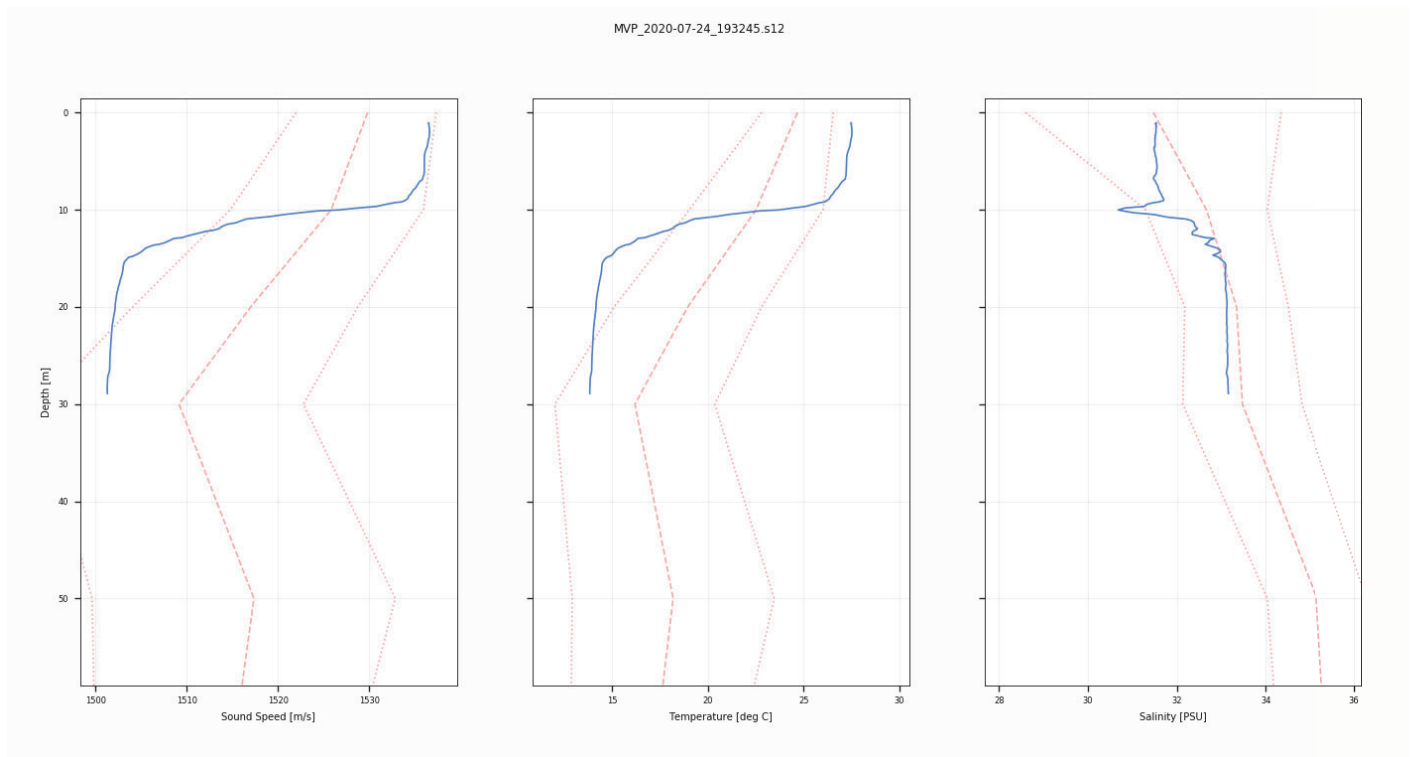 MVP_2020-07-24_193245.s12
0
10
20
30
40
50
Depth [m]
1500 1510 1520 1530
Sound Speed [m/s]
15 20 25 30
Temperature [deg C]
28 30 32 34 36
Salinity [PSU]